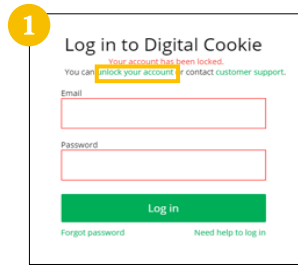 1
Log in to Digital Cookie
Your account has been locked.
You can unlock your account or contact customer support.
Email
Password
Log in
Forgot password Need help to log in